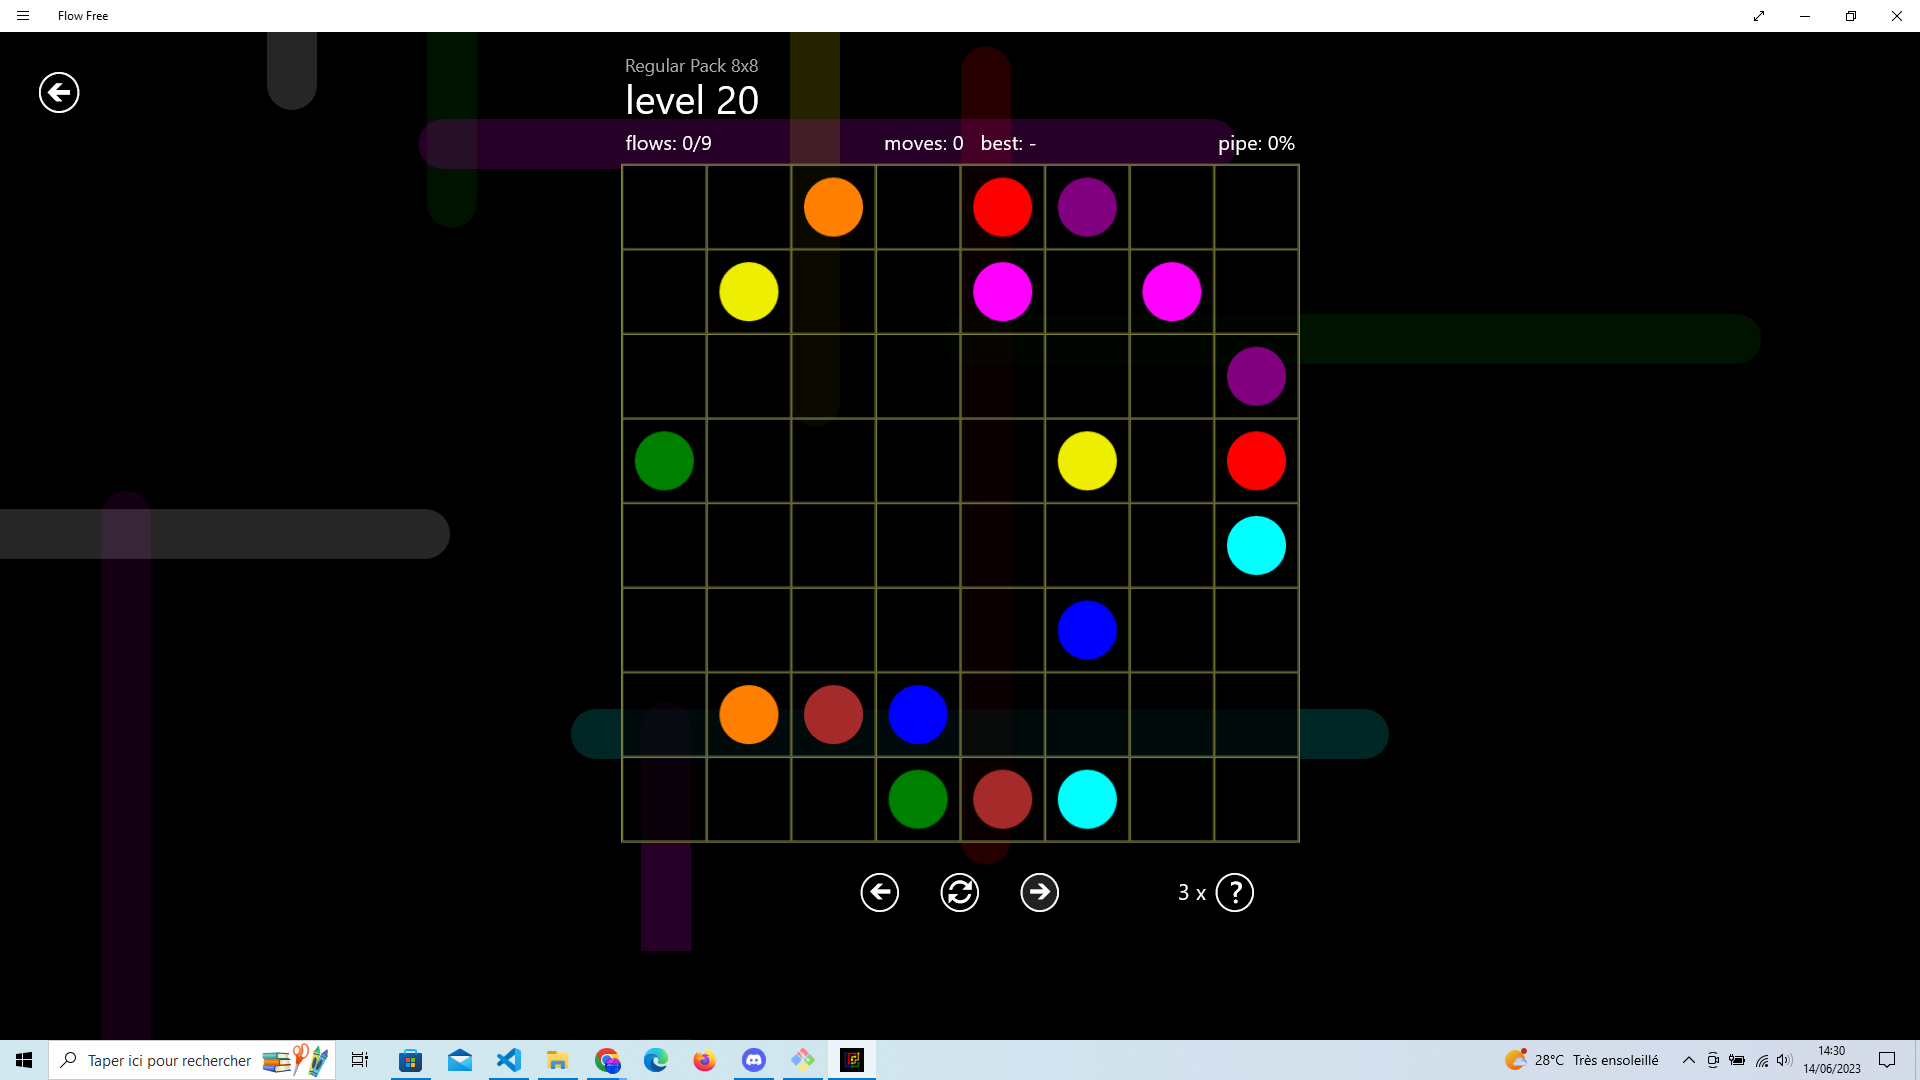 Flow Free
Regular Pack 8x8
level 20
flows: 0/9 moves: 0 best: - pipe: 0%
3 x ?
Taper ici pour rechercher
28°C Très ensoleillé
14:30
14/06/2023